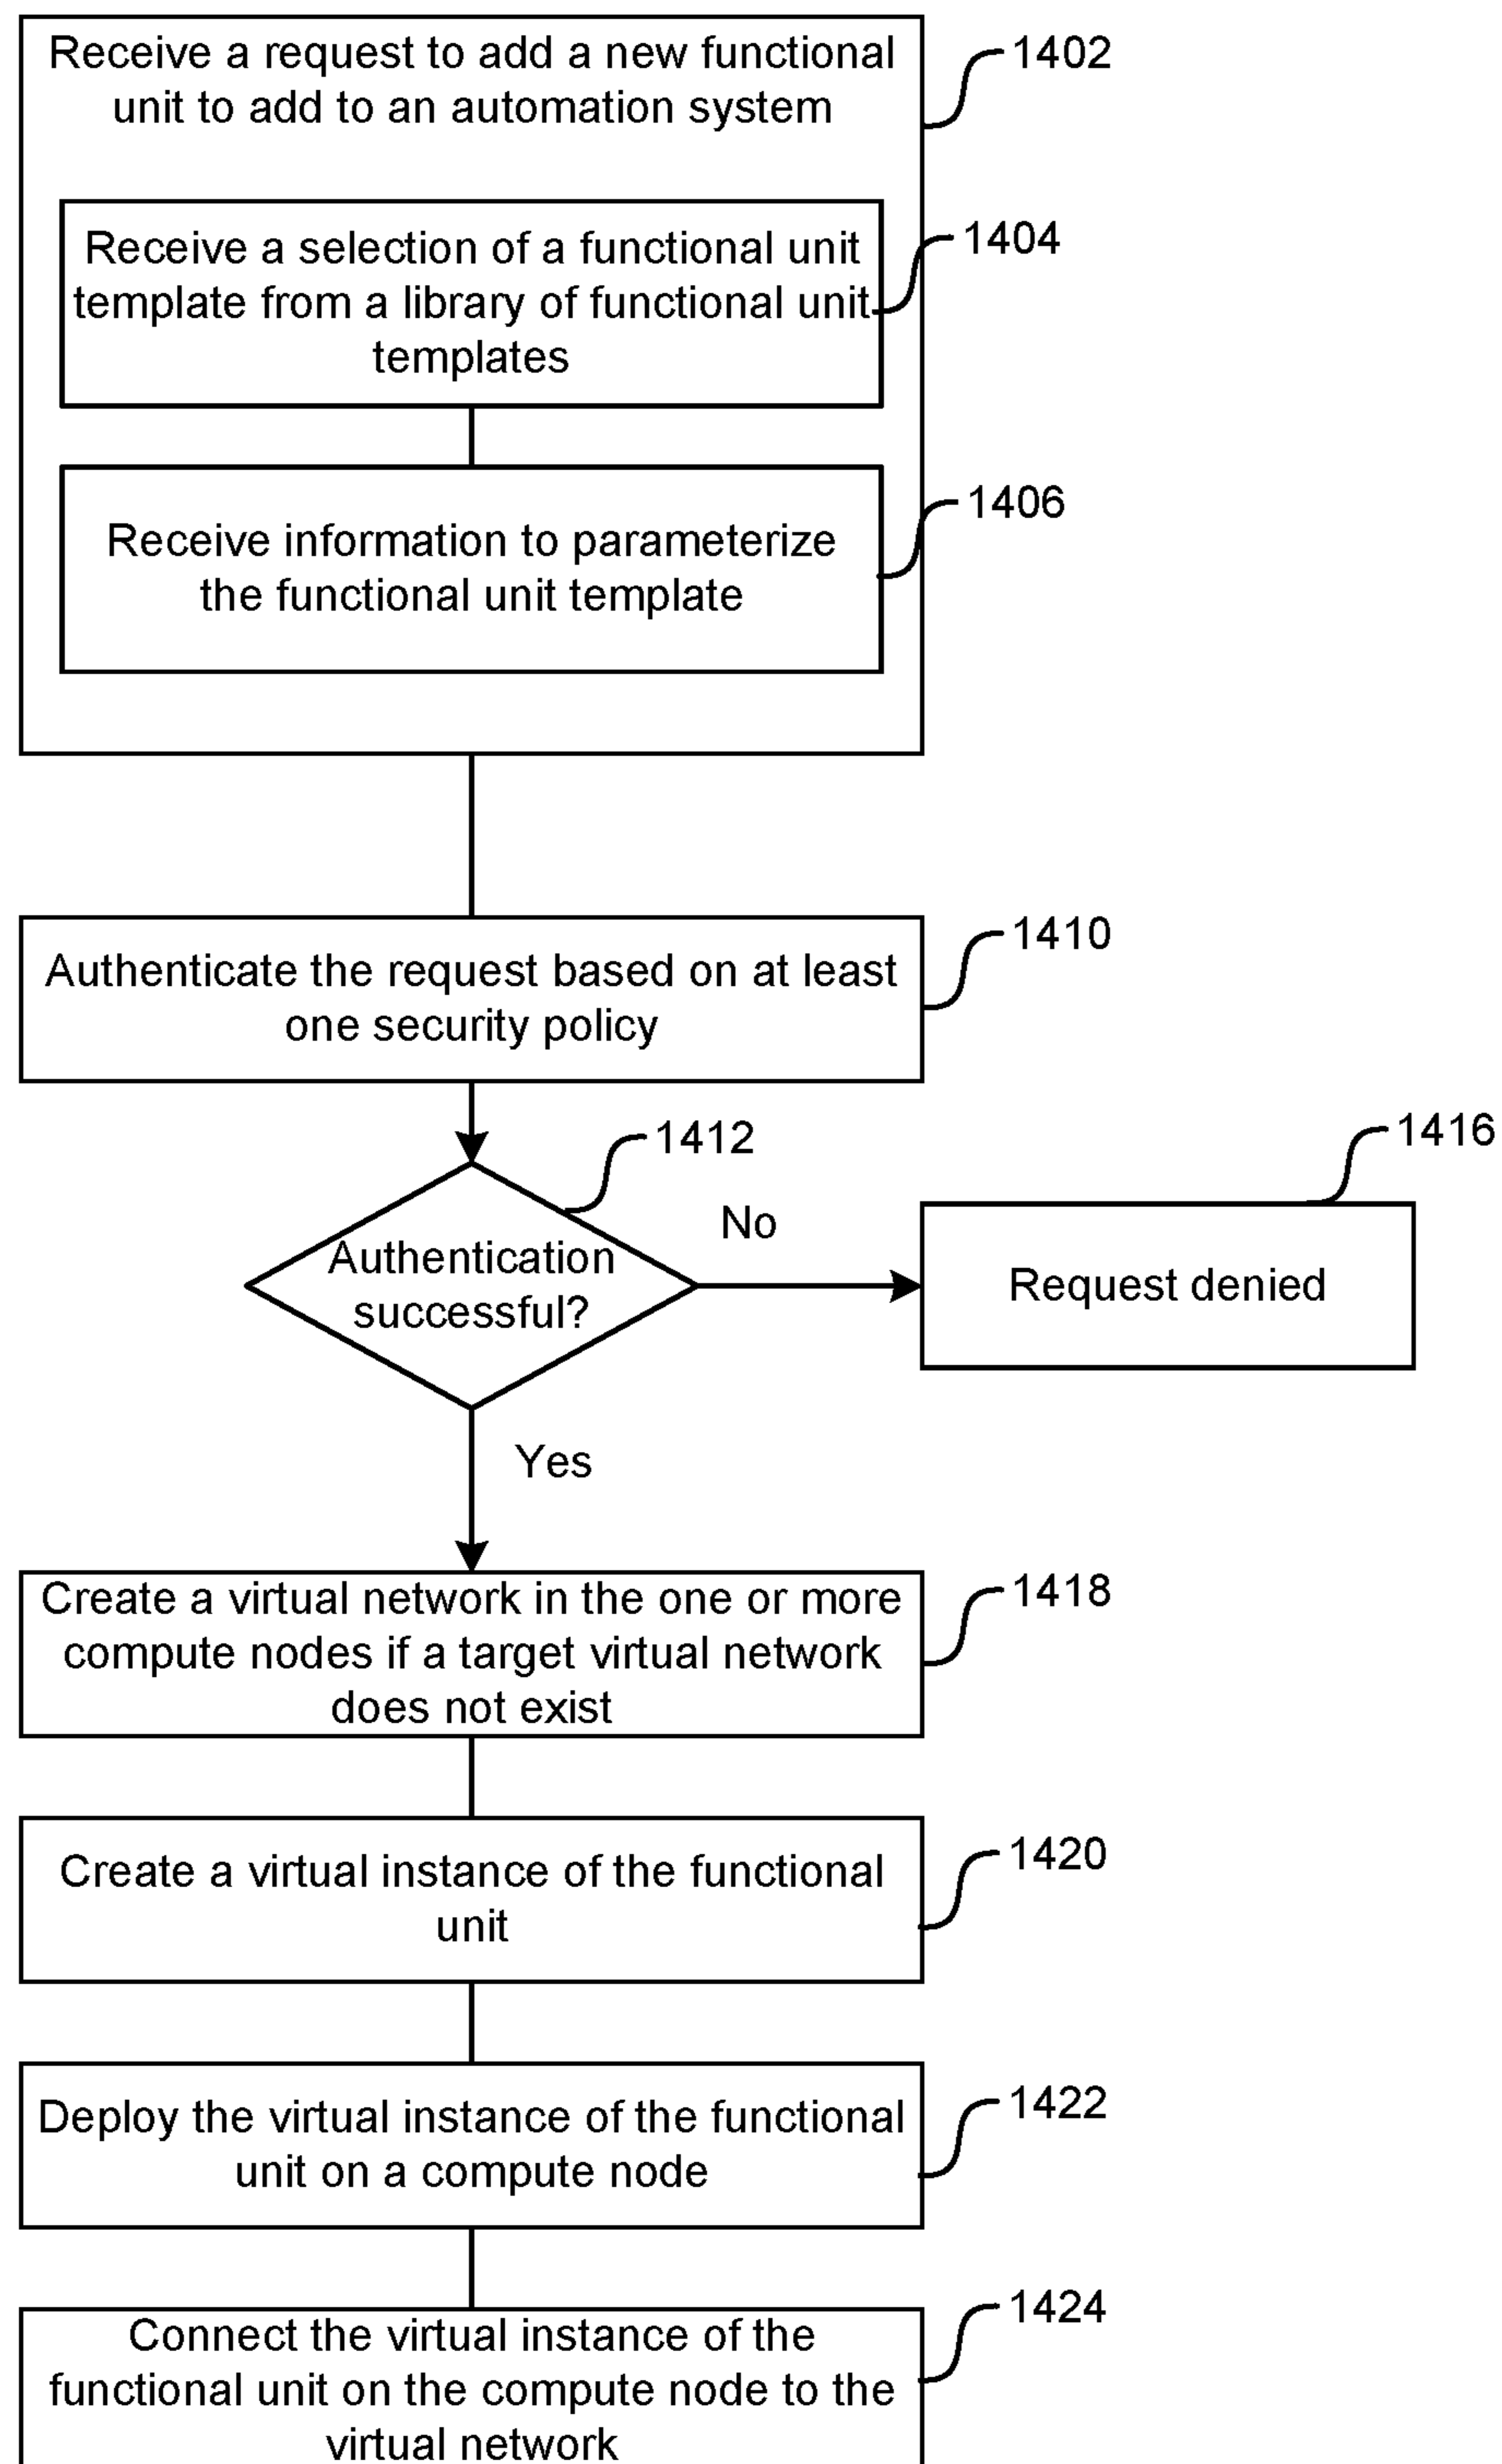 Receive a request to add a new functional
unit to add to an automation system
1402
Receive a selection of a functional unit
template from a library of functional unit
templates
1404
Receive information to parameterize
the functional unit template
1406
Authenticate the request based on at least
one security policy
1410
1412
Authentication
successful?
No
1416
Request denied
Yes
Create a virtual network in the one or more
compute nodes if a target virtual network
does not exist
1418
Create a virtual instance of the functional
unit
1420
Deploy the virtual instance of the functional
unit on a compute node
1422
Connect the virtual instance of the
functional unit on the compute node to the
virtual network
1424